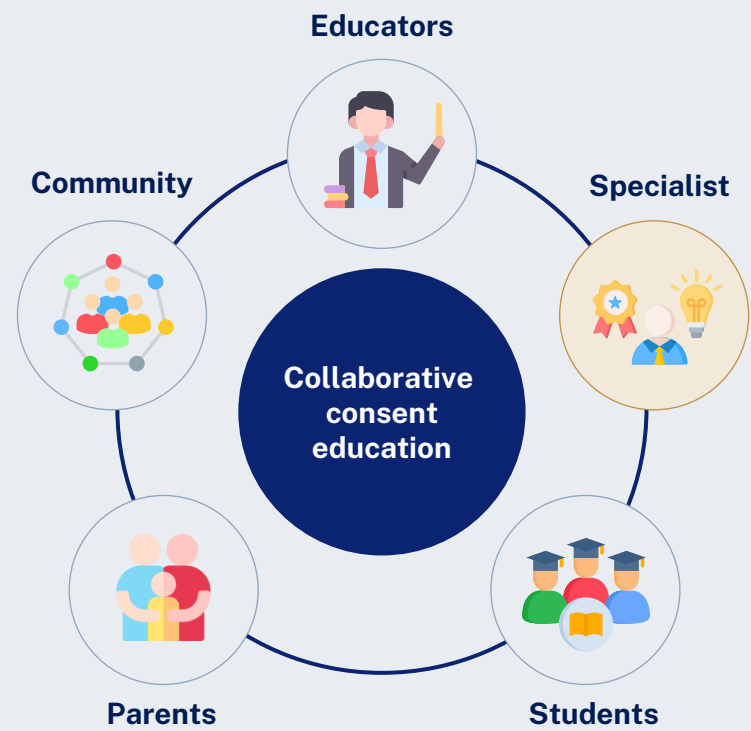 Educators
Community
Specialist
Collaborative
consent
education
Parents
Students